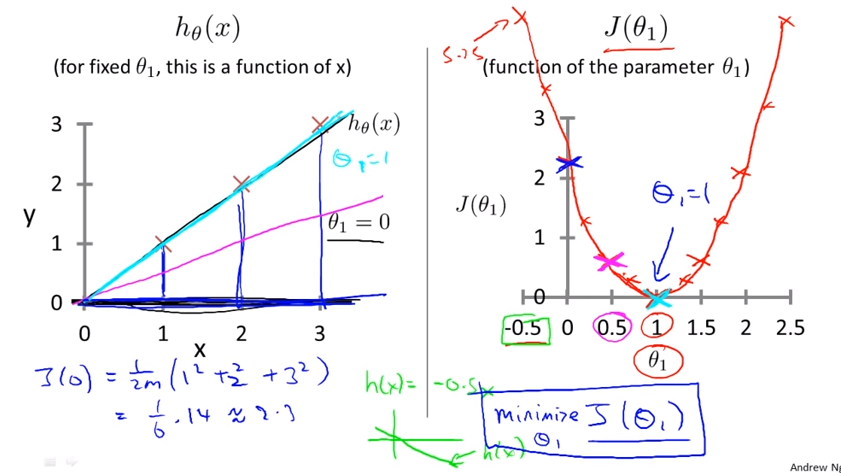 hθ(x)
(for fixed θ₁, this is a function of x)
3
2
1
0
y
0 1 2 3
x
hθ(x)
θ₁=1
θ₁ = 0
J(0) = 1/2m (1² + 2² + 3²)
= 1/6 · 14 ≈ 2.3
J(θ₁)
5.25
(function of the parameter θ₁)
3
2
1
0
J(θ₁)
θ₁=1
-0.5 0 0.5 1 1.5 2 2.5
θ₁
h(x) = -0.5x
h(x)
minimize J(θ₁)
θ₁
Andrew Ng